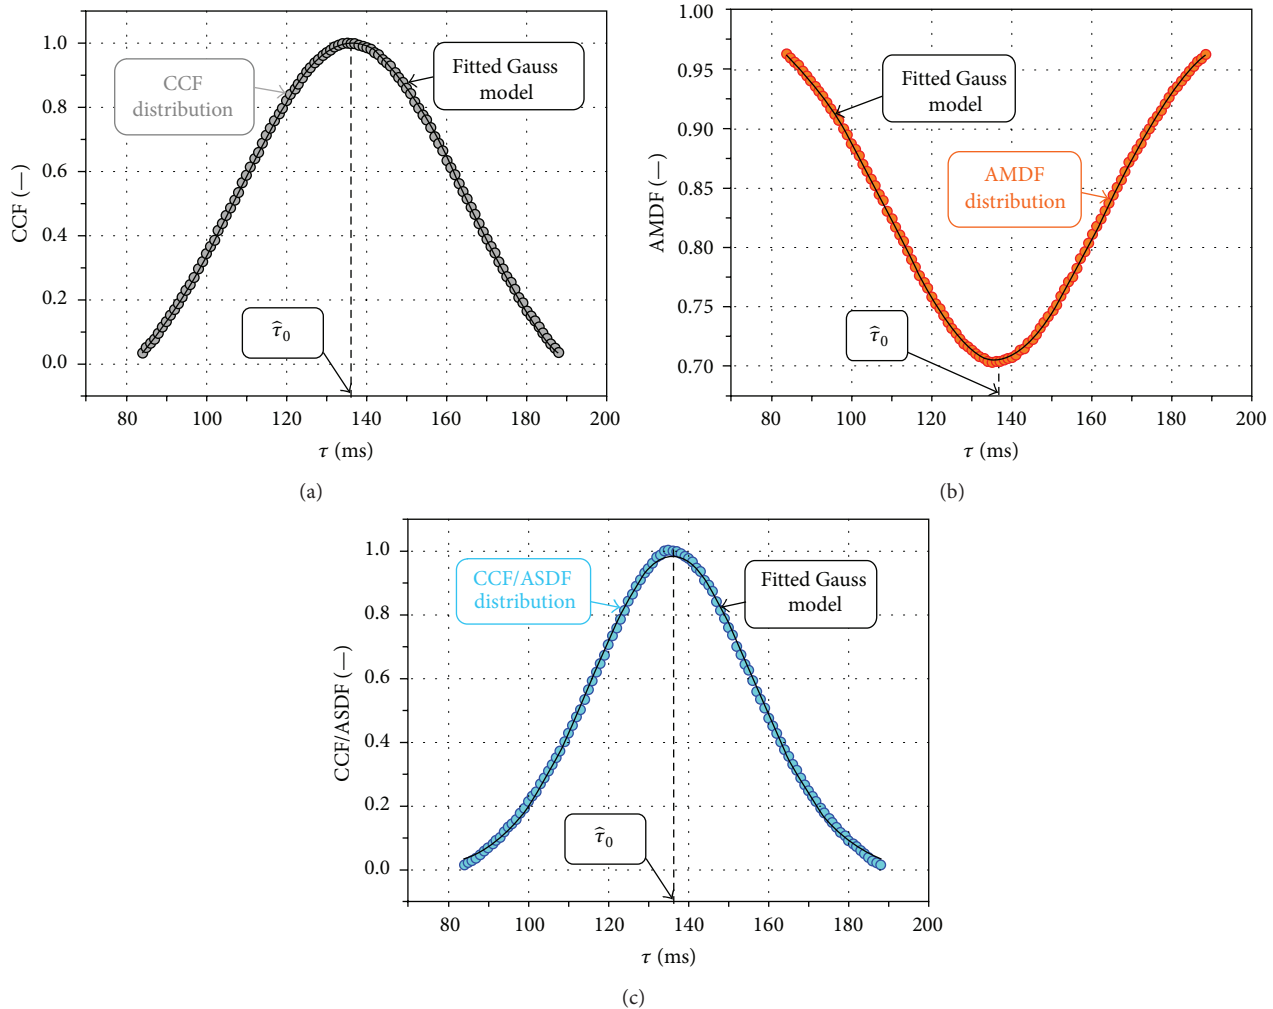 1.0
0.8
0.6
0.4
0.2
0.0
CCF (—)
CCF
distribution
Fitted Gauss
model
τ̂0
80 100 120 140 160 180 200
τ (ms)
(a)
1.00
0.95
0.90
0.85
0.80
0.75
0.70
AMDF (—)
Fitted Gauss
model
AMDF
distribution
τ̂0
80 100 120 140 160 180 200
τ (ms)
(b)
1.0
0.8
0.6
0.4
0.2
0.0
CCF/ASDF (—)
CCF/ASDF
distribution
Fitted Gauss
model
τ̂0
80 100 120 140 160 180 200
τ (ms)
(c)